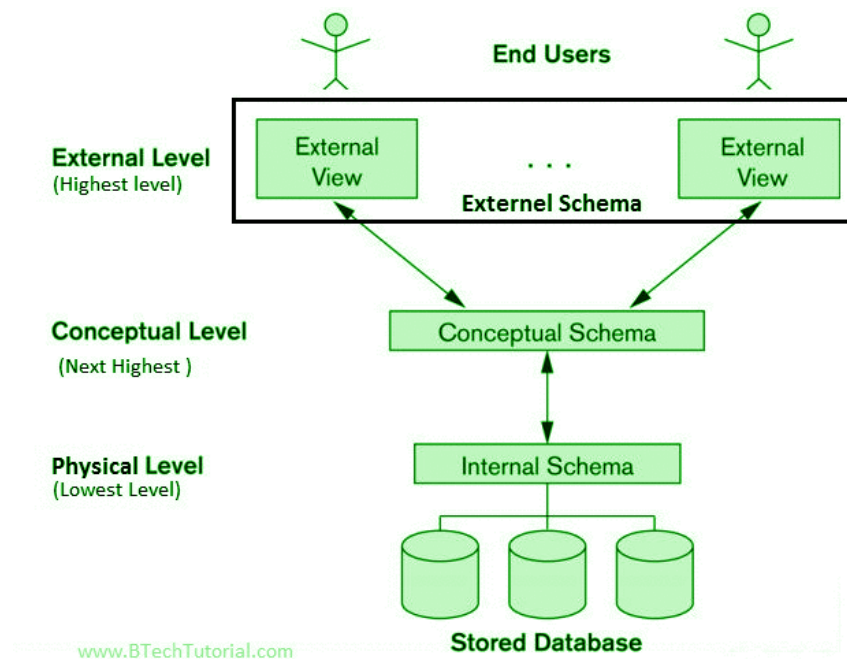 End Users
External Level
(Highest level)
External
View
. . .
External
View
Externel Schema
Conceptual Level
(Next Highest )
Conceptual Schema
Physical Level
(Lowest Level)
Internal Schema
Stored Database
www.BTechTutorial.com